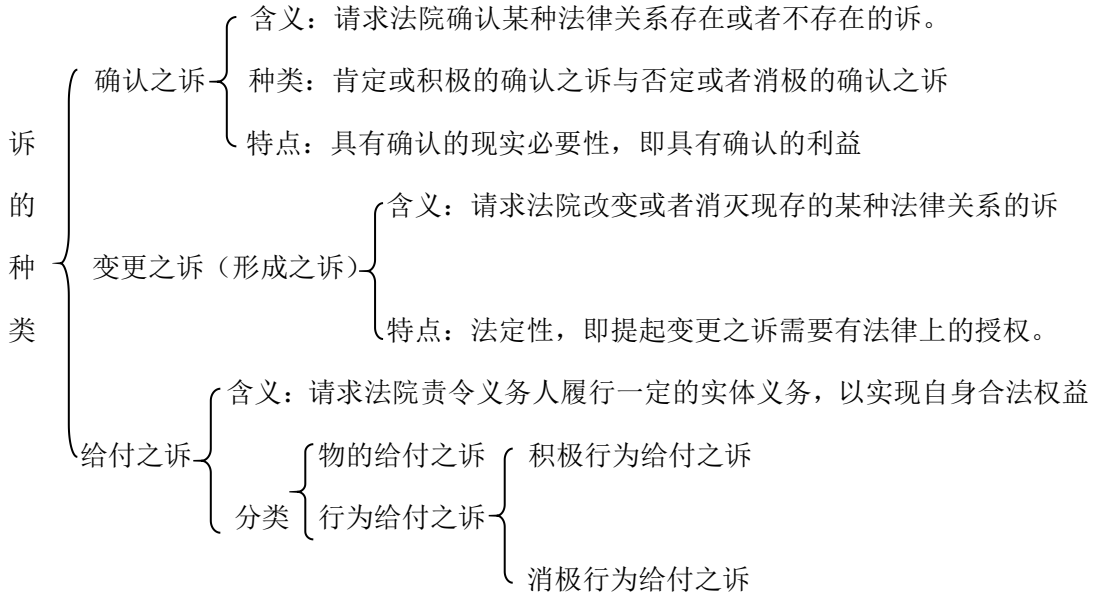 诉的种类
确认之诉
含义：请求法院确认某种法律关系存在或者不存在的诉。
种类：肯定或积极的确认之诉与否定或者消极的确认之诉
特点：具有确认的现实必要性，即具有确认的利益
变更之诉（形成之诉）
含义：请求法院改变或者消灭现存的某种法律关系的诉
特点：法定性，即提起变更之诉需要有法律上的授权。
给付之诉
含义：请求法院责令义务人履行一定的实体义务，以实现自身合法权益
分类
物的给付之诉
行为给付之诉
积极行为给付之诉
消极行为给付之诉